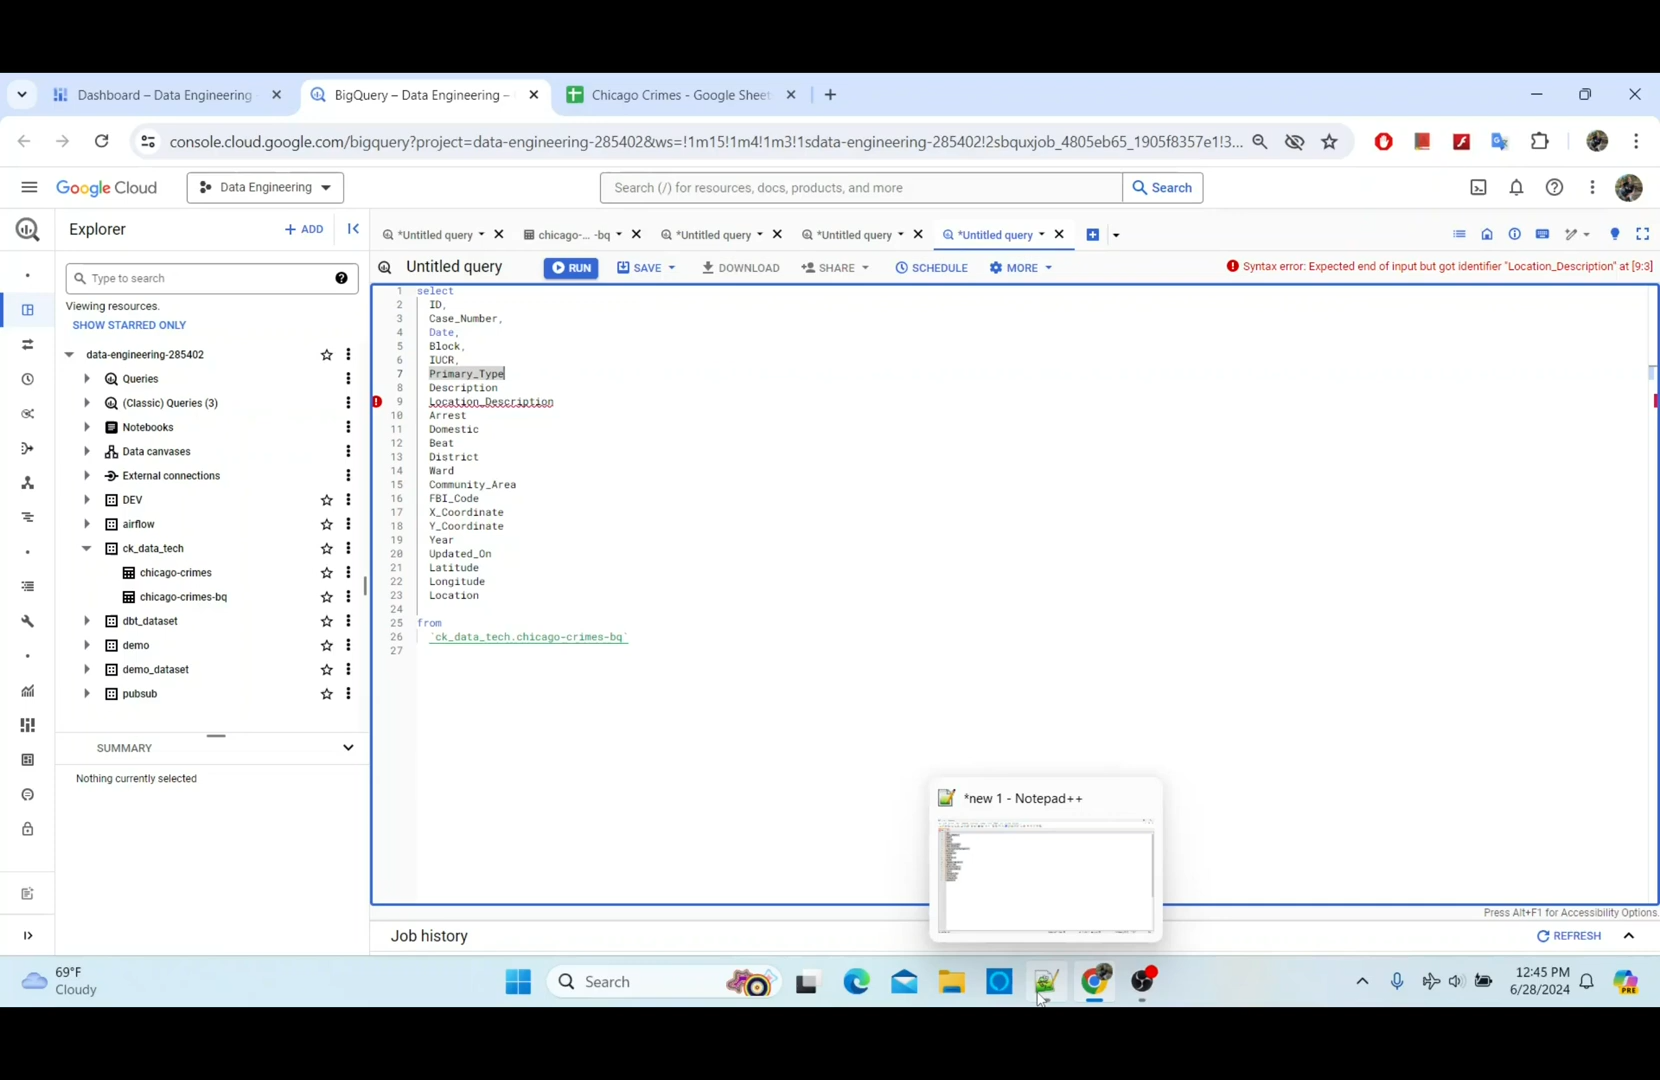 Dashboard – Data Engineering
BigQuery – Data Engineering –
Chicago Crimes - Google Sheet
console.cloud.google.com/bigquery?project=data-engineering-285402&ws=!1m15!1m4!1m3!1sdata-engineering-285402!2sbquxjob_4805eb65_1905f8357e1!3...
Google Cloud
Data Engineering
Search (/) for resources, docs, products, and more
Search
Explorer
+ ADD
*Untitled query
chicago-... -bq
*Untitled query
*Untitled query
*Untitled query
Untitled query
RUN
SAVE
DOWNLOAD
SHARE
SCHEDULE
MORE
Syntax error: Expected end of input but got identifier "Location_Description" at [9:3]
Type to search
Viewing resources.
SHOW STARRED ONLY
data-engineering-285402
Queries
(Classic) Queries (3)
Notebooks
Data canvases
External connections
DEV
airflow
ck_data_tech
chicago-crimes
chicago-crimes-bq
dbt_dataset
demo
demo_dataset
pubsub
SUMMARY
Nothing currently selected
1 select
2 ID,
3 Case_Number,
4 Date,
5 Block,
6 IUCR,
7 Primary_Type
8 Description
9 Location_Description
10 Arrest
11 Domestic
12 Beat
13 District
14 Ward
15 Community_Area
16 FBI_Code
17 X_Coordinate
18 Y_Coordinate
19 Year
20 Updated_On
21 Latitude
22 Longitude
23 Location
24
25 from
26 `ck_data_tech.chicago-crimes-bq`
27
*new 1 - Notepad++
Press Alt+F1 for Accessibility Options.
Job history
REFRESH
69°F
Cloudy
Search
12:45 PM
6/28/2024
PRE